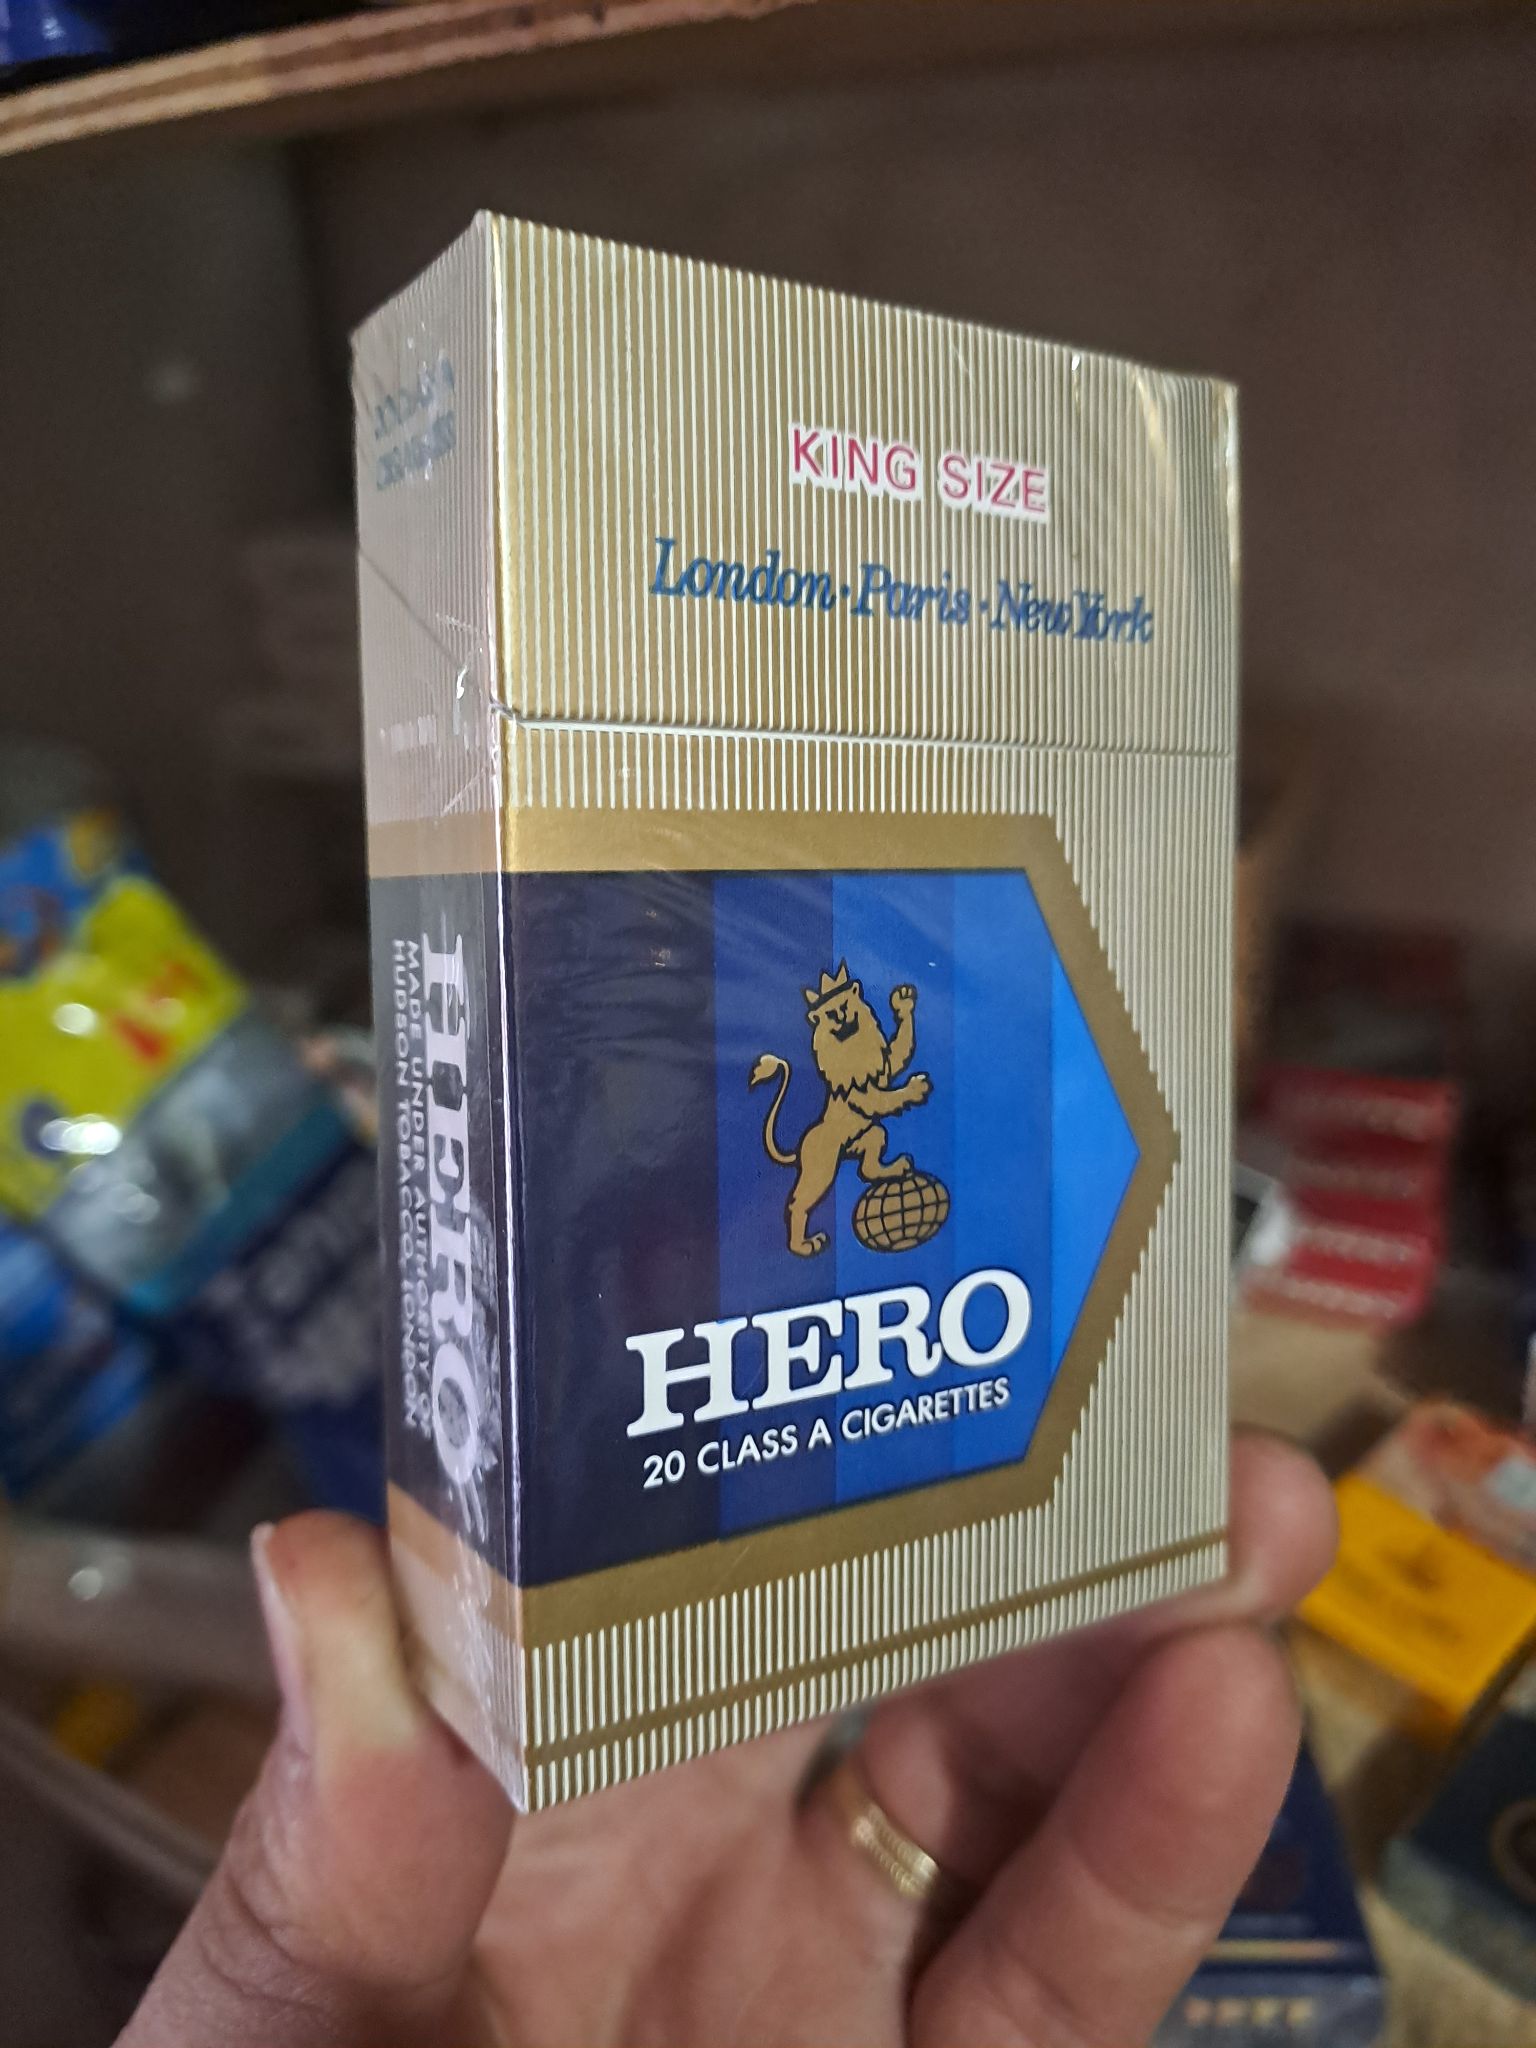 KING SIZE
London·Paris·New York
HERO
20 CLASS A CIGARETTES
HERO
MADE UNDER AUTHORITY OF
HUDSON TOBACCO LONDON